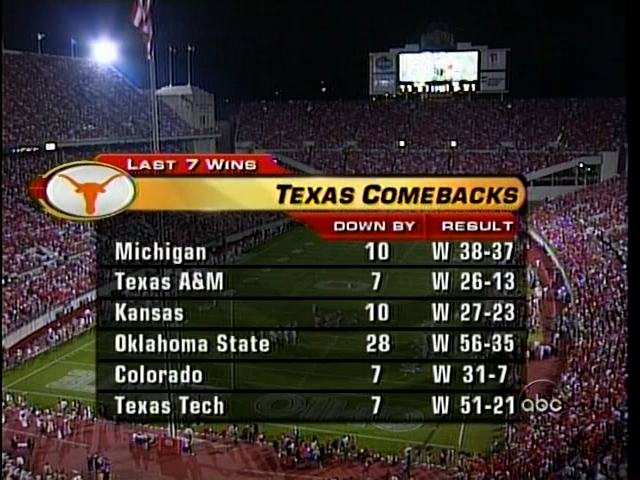 LAST 7 WINS
TEXAS COMEBACKS
DOWN BY RESULT
Michigan 10 W 38-37
Texas A&M 7 W 26-13
Kansas 10 W 27-23
Oklahoma State 28 W 56-35
Colorado 7 W 31-7
Texas Tech 7 W 51-21
abc